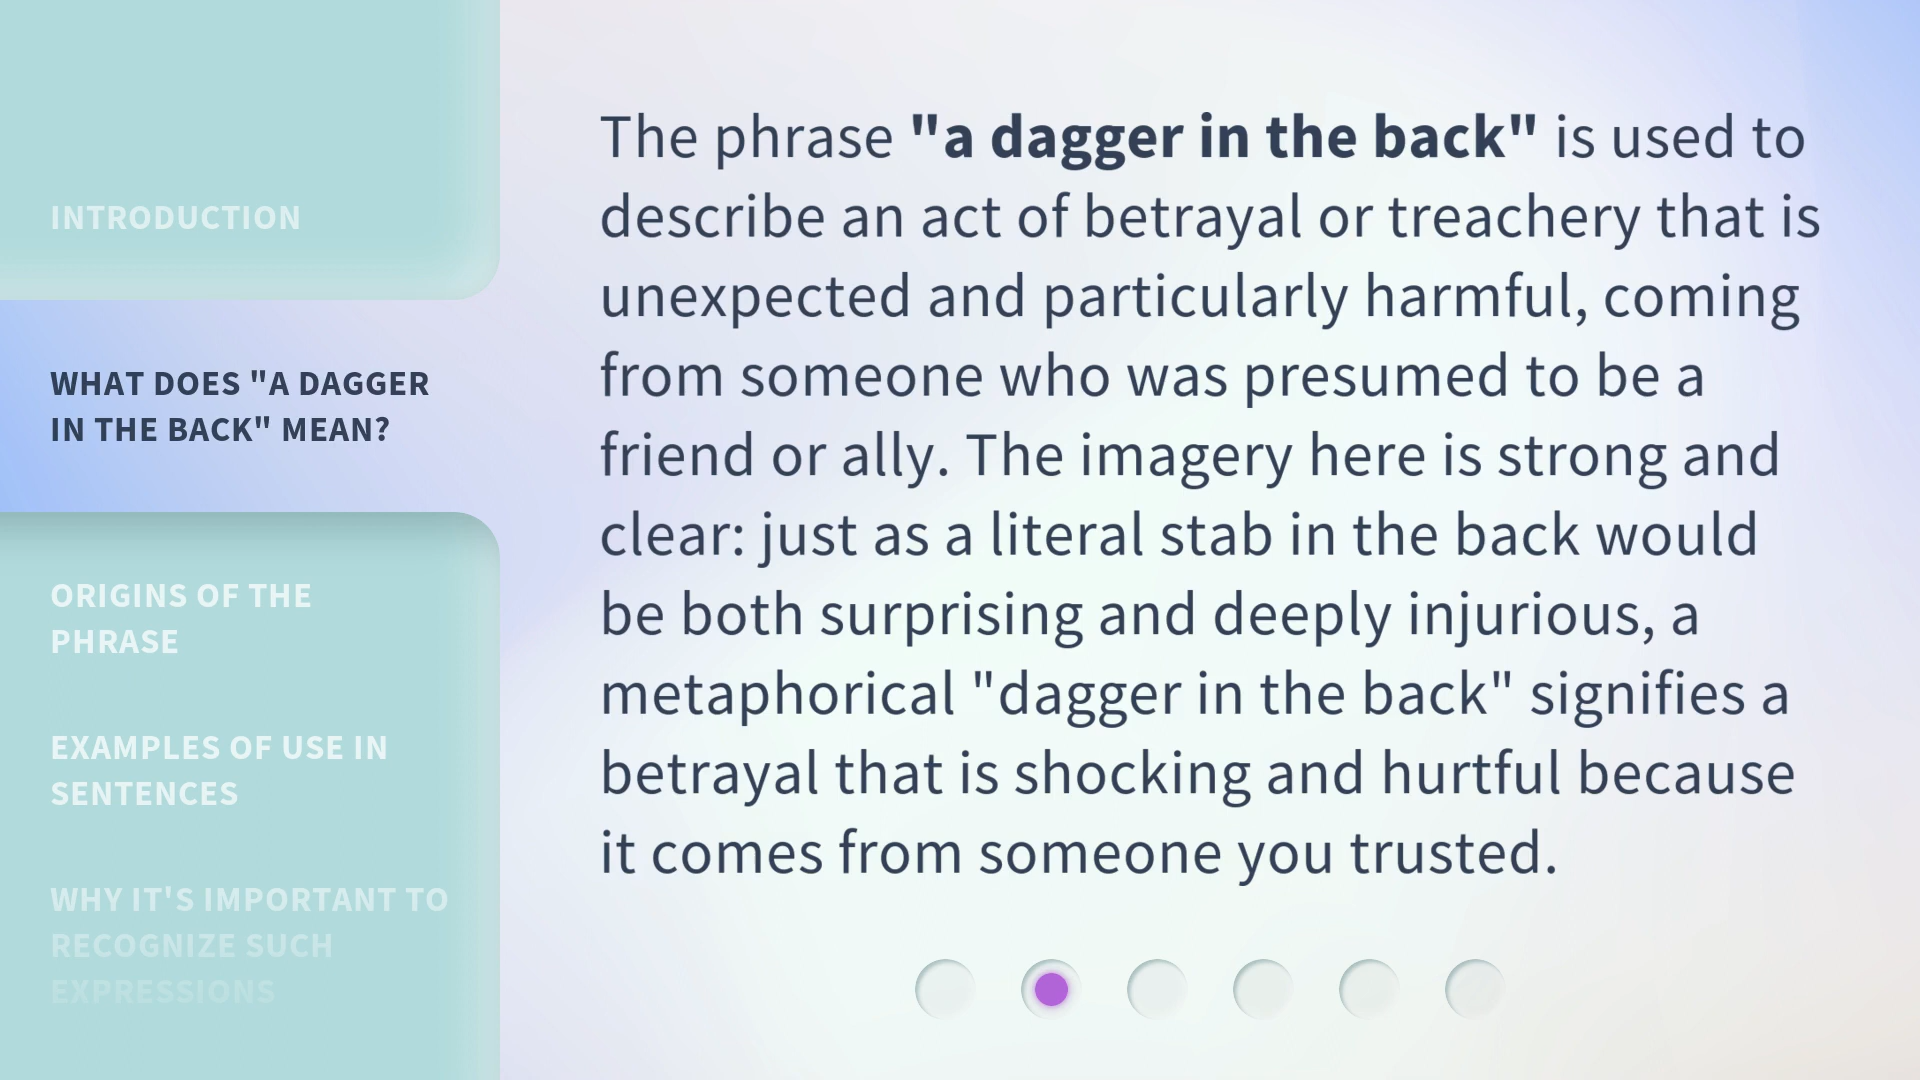 INTRODUCTION
WHAT DOES "A DAGGER
IN THE BACK" MEAN?
ORIGINS OF THE
PHRASE
EXAMPLES OF USE IN
SENTENCES
WHY IT'S IMPORTANT TO
RECOGNIZE SUCH
EXPRESSIONS
The phrase "a dagger in the back" is used to
describe an act of betrayal or treachery that is
unexpected and particularly harmful, coming
from someone who was presumed to be a
friend or ally. The imagery here is strong and
clear: just as a literal stab in the back would
be both surprising and deeply injurious, a
metaphorical "dagger in the back" signifies a
betrayal that is shocking and hurtful because
it comes from someone you trusted.